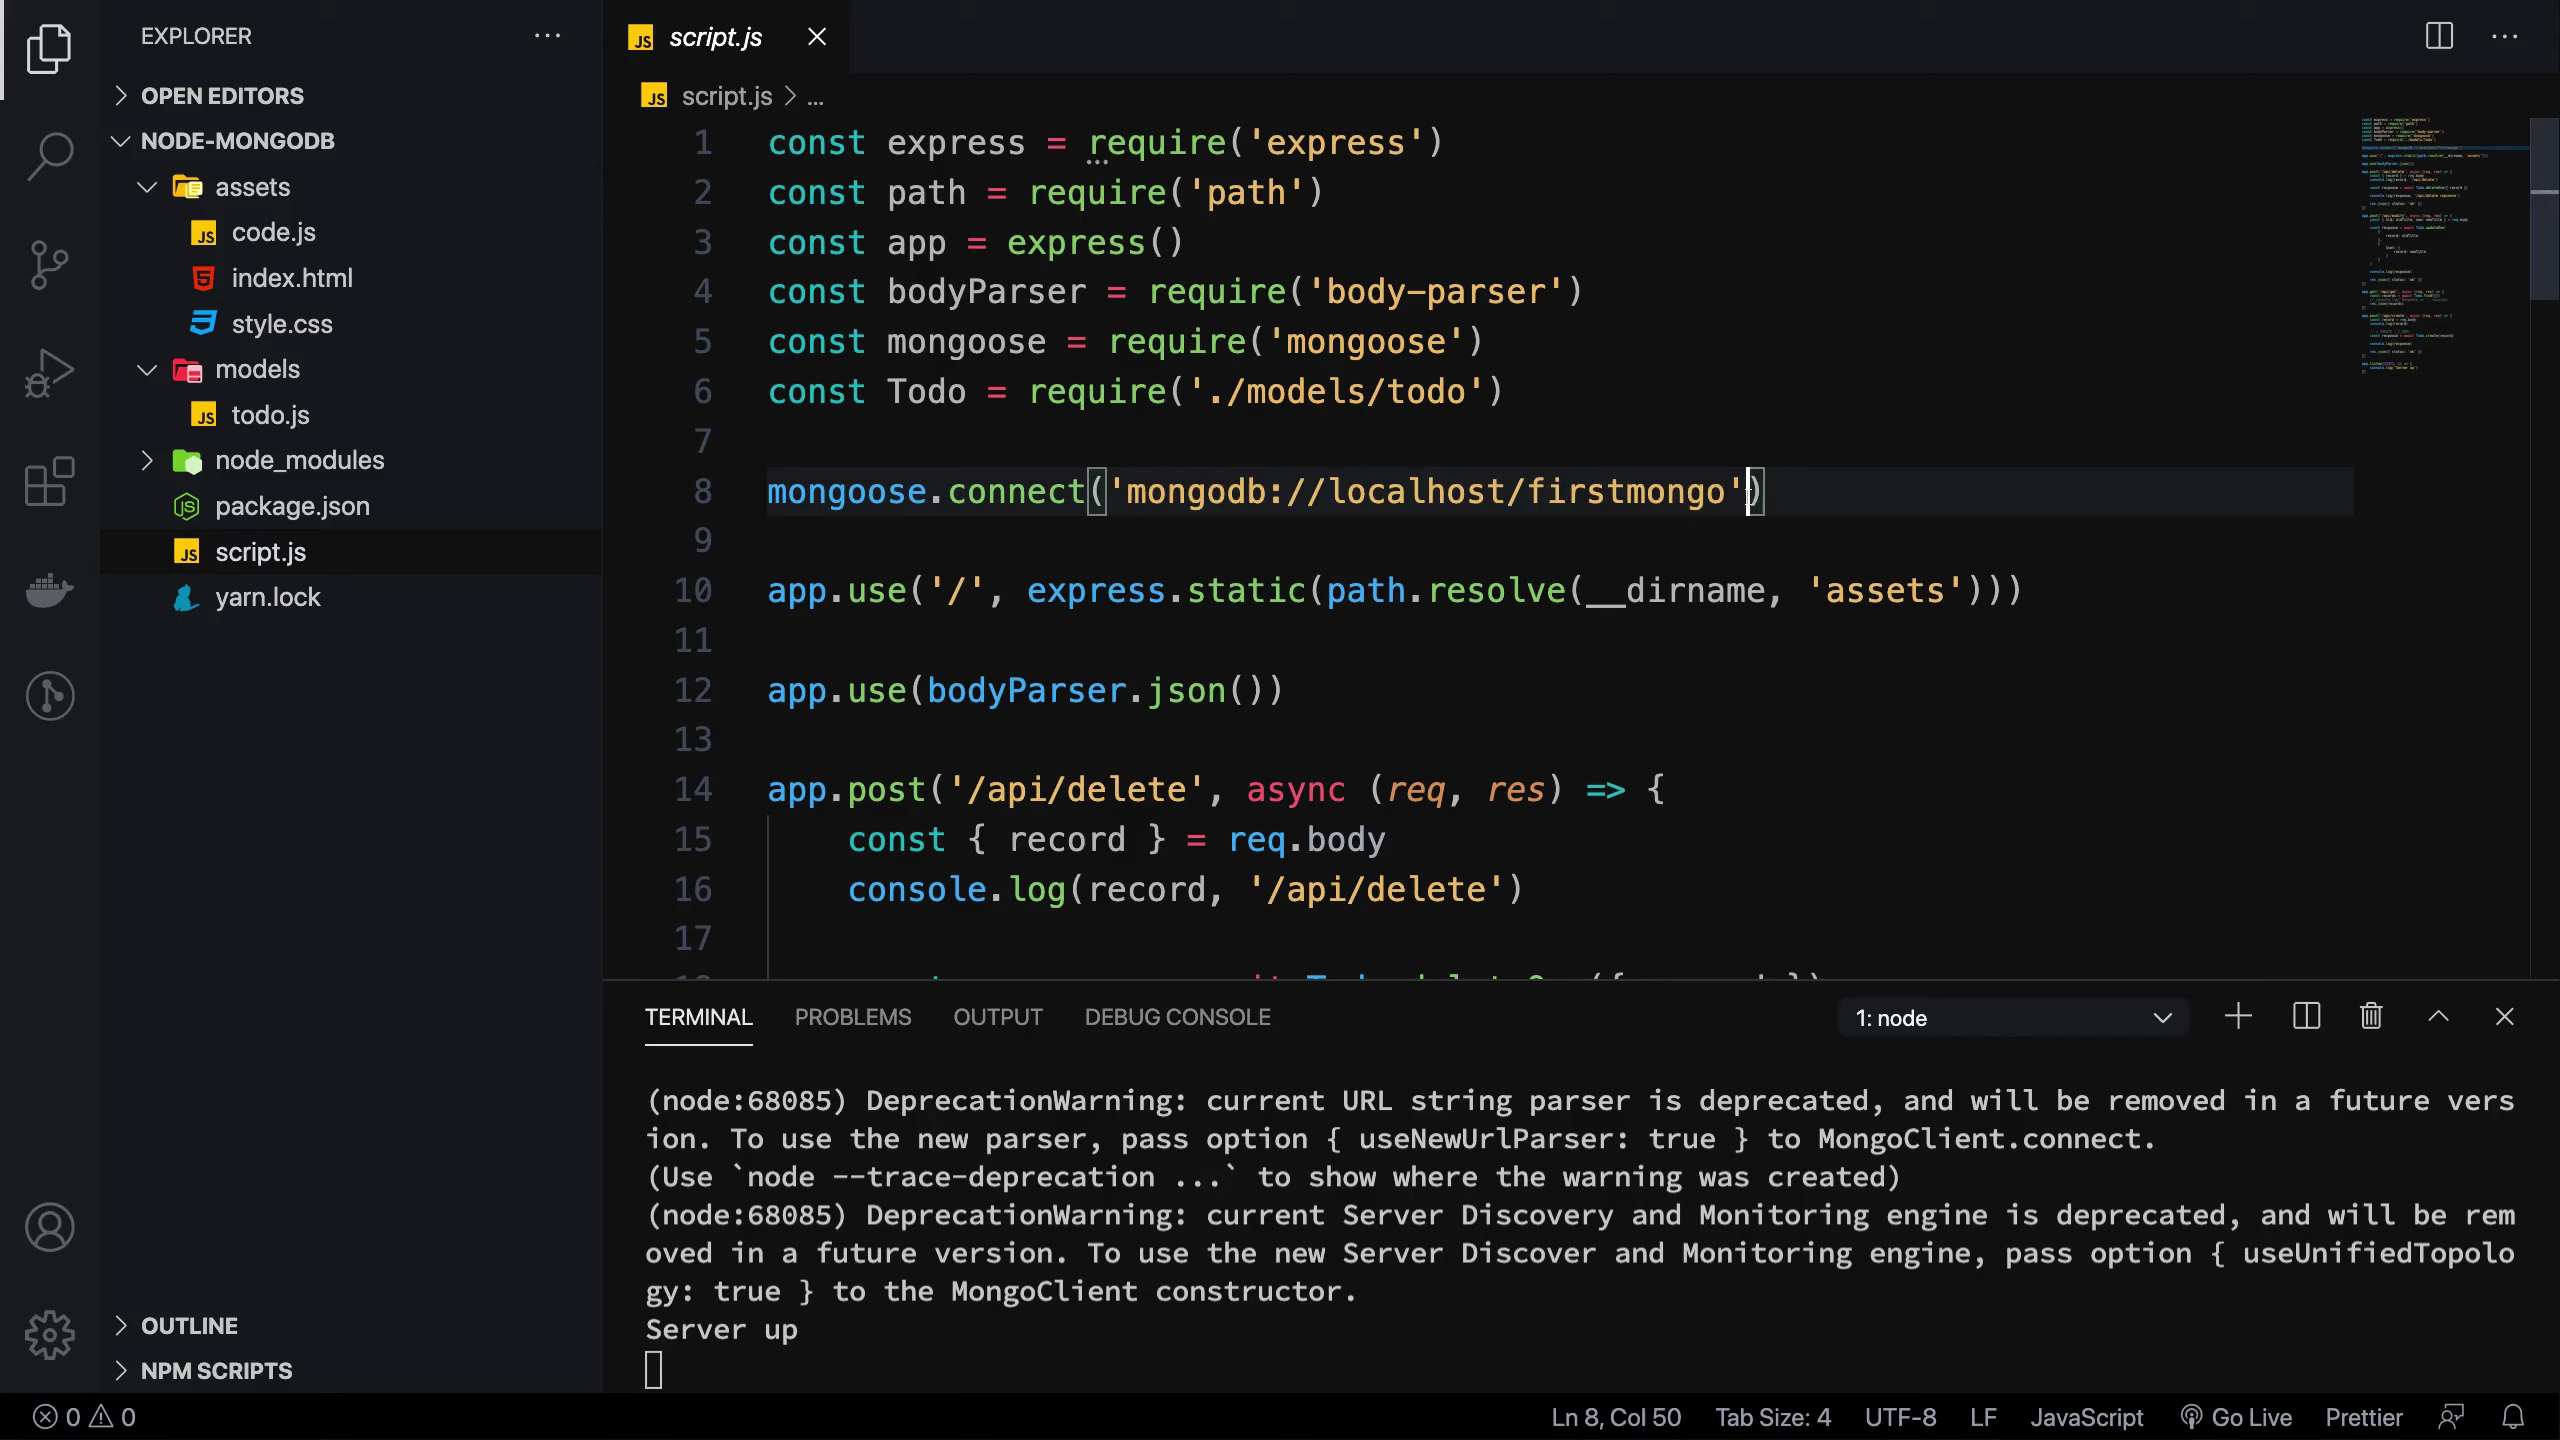 EXPLORER
OPEN EDITORS
NODE-MONGODB
assets
code.js
index.html
style.css
models
todo.js
node_modules
package.json
script.js
yarn.lock
OUTLINE
NPM SCRIPTS
script.js
script.js > ...
1 const express = require('express')
2 const path = require('path')
3 const app = express()
4 const bodyParser = require('body-parser')
5 const mongoose = require('mongoose')
6 const Todo = require('./models/todo')
7
8 mongoose.connect('mongodb://localhost/firstmongo')
9
10 app.use('/', express.static(path.resolve(__dirname, 'assets')))
11
12 app.use(bodyParser.json())
13
14 app.post('/api/delete', async (req, res) => {
15 const { record } = req.body
16 console.log(record, '/api/delete')
17
TERMINAL PROBLEMS OUTPUT DEBUG CONSOLE 1: node
(node:68085) DeprecationWarning: current URL string parser is deprecated, and will be removed in a future vers
ion. To use the new parser, pass option { useNewUrlParser: true } to MongoClient.connect.
(Use `node --trace-deprecation ...` to show where the warning was created)
(node:68085) DeprecationWarning: current Server Discovery and Monitoring engine is deprecated, and will be rem
oved in a future version. To use the new Server Discover and Monitoring engine, pass option { useUnifiedTopolo
gy: true } to the MongoClient constructor.
Server up
0 0 Ln 8, Col 50 Tab Size: 4 UTF-8 LF JavaScript Go Live Prettier